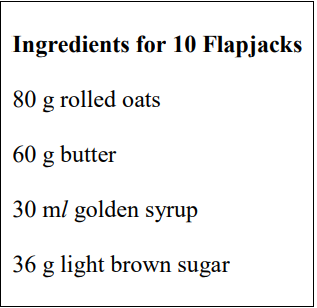 Ingredients for 10 Flapjacks
80 g rolled oats
60 g butter
30 ml golden syrup
36 g light brown sugar